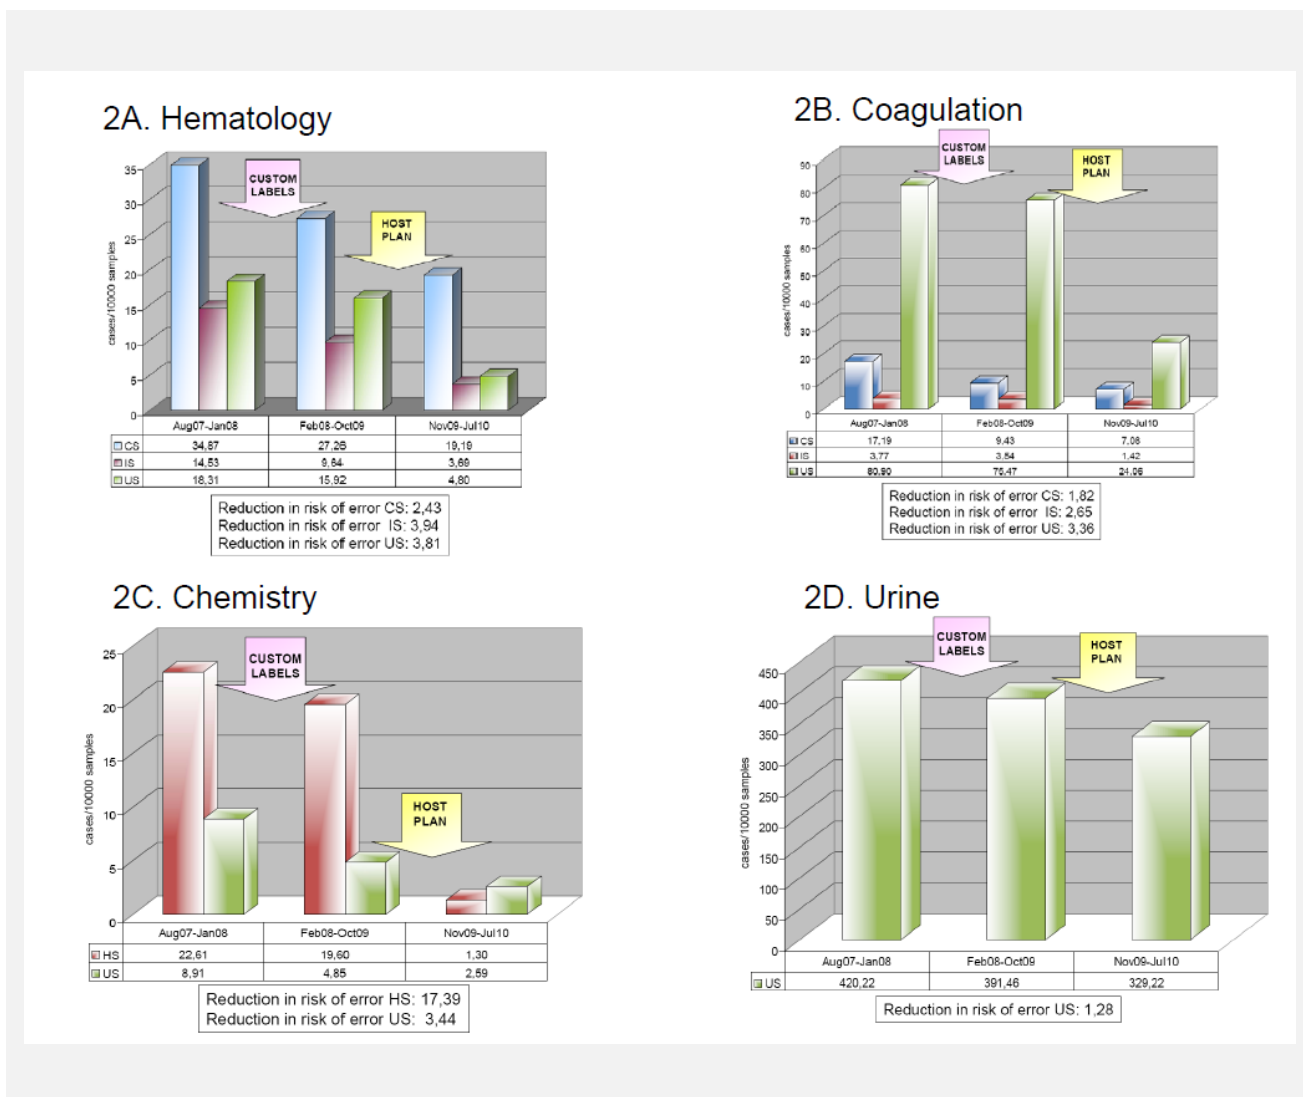 2A. Hematology
CUSTOM
LABELS
HOST
PLAN
cases/10000 samples
35
30
25
20
15
10
5
0
Aug07-Jan08 Feb08-Oct09 Nov09-Jul10
CS 34,87 27,26 19,19
IS 14,53 9,64 3,69
US 18,31 15,92 4,80
Reduction in risk of error CS: 2,43
Reduction in risk of error IS: 3,94
Reduction in risk of error US: 3,81
2B. Coagulation
CUSTOM
LABELS
HOST
PLAN
cases/10000 samples
90
80
70
60
50
40
30
20
10
0
Aug07-Jan08 Feb08-Oct09 Nov09-Jul10
CS 17,19 9,43 7,08
IS 3,77 3,54 1,42
US 80,90 75,47 24,06
Reduction in risk of error CS: 1,82
Reduction in risk of error IS: 2,65
Reduction in risk of error US: 3,36
2C. Chemistry
CUSTOM
LABELS
HOST
PLAN
cases/10000 samples
25
20
15
10
5
0
Aug07-Jan08 Feb08-Oct09 Nov09-Jul10
HS 22,61 19,60 1,30
US 8,91 4,85 2,59
Reduction in risk of error HS: 17,39
Reduction in risk of error US: 3,44
2D. Urine
CUSTOM
LABELS
HOST
PLAN
cases/10000 samples
450
400
350
300
250
200
150
100
50
0
Aug07-Jan08 Feb08-Oct09 Nov09-Jul10
US 420,22 391,46 329,22
Reduction in risk of error US: 1,28